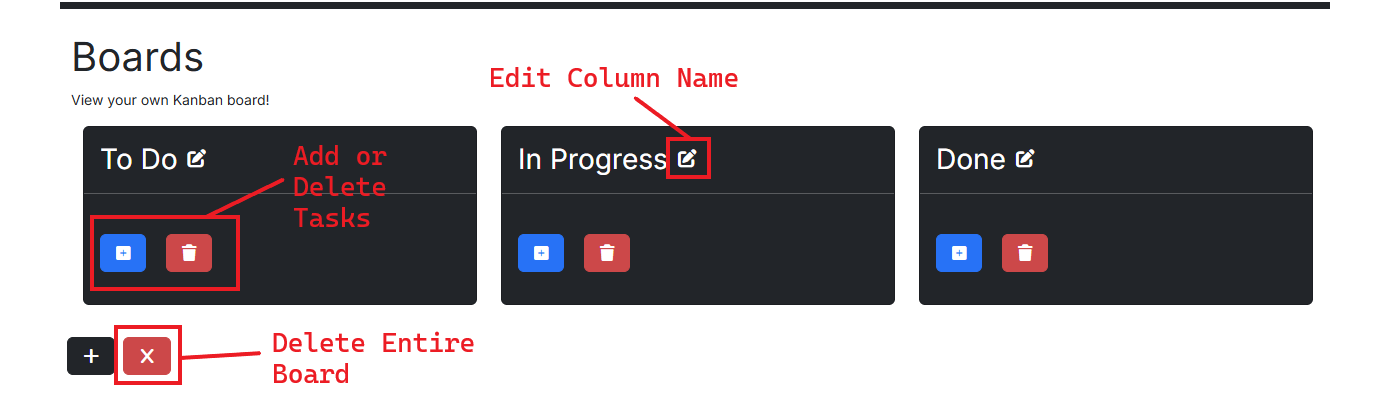 Boards
Edit Column Name
View your own Kanban board!
To Do
In Progress
Done
Add or
Delete
Tasks
Delete Entire
Board